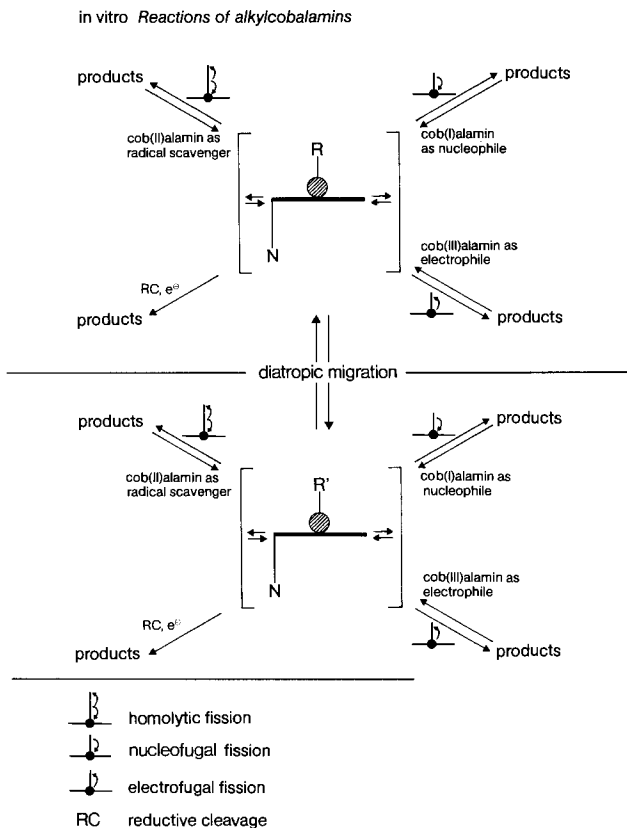 in vitro Reactions of alkylcobalamins
products
products
cob(II)alamin as
radical scavenger
cob(I)alamin
as nucleophile
R
N
cob(III)alamin as
electrophile
RC, e⊖
products
products
diatropic migration
products
products
cob(II)alamin as
radical scavenger
cob(I)alamin as
nucleophile
R'
N
cob(III)alamin as
electrophile
RC, e⊖
products
products
homolytic fission
nucleofugal fission
electrofugal fission
RC reductive cleavage